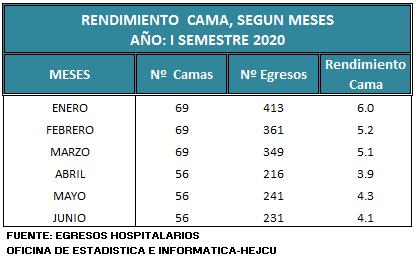 RENDIMIENTO CAMA, SEGUN MESES
AÑO: I SEMESTRE 2020
MESES Nº Camas Nº Egresos Rendimiento Cama
ENERO 69 413 6.0
FEBRERO 69 361 5.2
MARZO 69 349 5.1
ABRIL 56 216 3.9
MAYO 56 241 4.3
JUNIO 56 231 4.1
FUENTE: EGRESOS HOSPITALARIOS
OFICINA DE ESTADISTICA E INFORMATICA-HEJCU